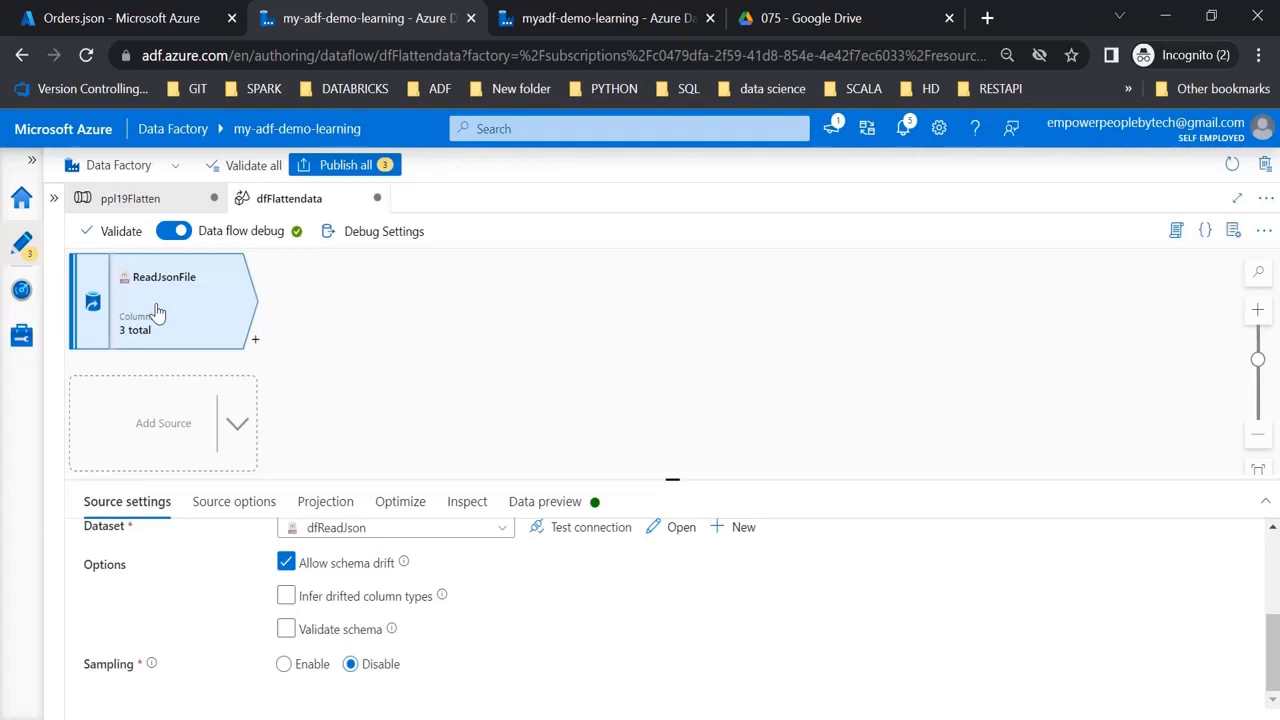 Orders.json - Microsoft Azure
my-adf-demo-learning - Azure D
myadf-demo-learning - Azure Da
075 - Google Drive
adf.azure.com/en/authoring/dataflow/dfFlattendata?factory=%2Fsubscriptions%2Fc0479dfa-2f59-41d8-854e-4e42f7ec6033%2Fresourc...
Incognito (2)
Version Controlling...
GIT
SPARK
DATABRICKS
ADF
New folder
PYTHON
SQL
data science
SCALA
HD
RESTAPI
»
Other bookmarks
Microsoft Azure
Data Factory
my-adf-demo-learning
Search
1
5
empowerpeoplebytech@gmail.com
SELF EMPLOYED
Data Factory
Validate all
Publish all
3
ppl19Flatten
dfFlattendata
Validate
Data flow debug
Debug Settings
3
ReadJsonFile
3 total
Add Source
Source settings
Source options
Projection
Optimize
Inspect
Data preview
Dataset *
dfReadJson
Test connection
Open
New
Options
Allow schema drift
Infer drifted column types
Validate schema
Sampling *
Enable
Disable